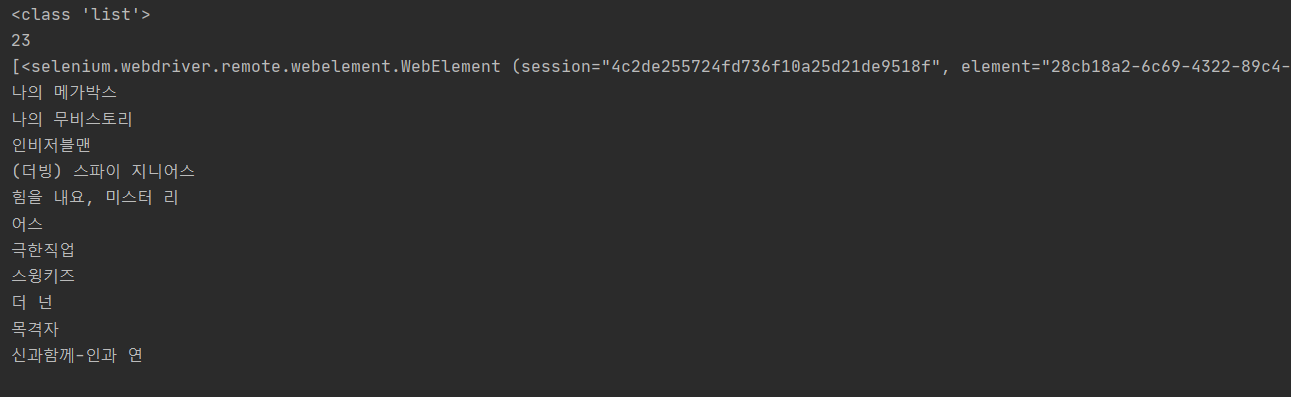 <class 'list'>
23
[<selenium.webdriver.remote.webelement.WebElement (session="4c2de255724fd736f10a25d21de9518f", element="28cb18a2-6c69-4322-89c4-
나의 메가박스
나의 무비스토리
인비저블맨
(더빙) 스파이 지니어스
힘을 내요, 미스터 리
어스
극한직업
스윙키즈
더 넌
목격자
신과함께-인과 연